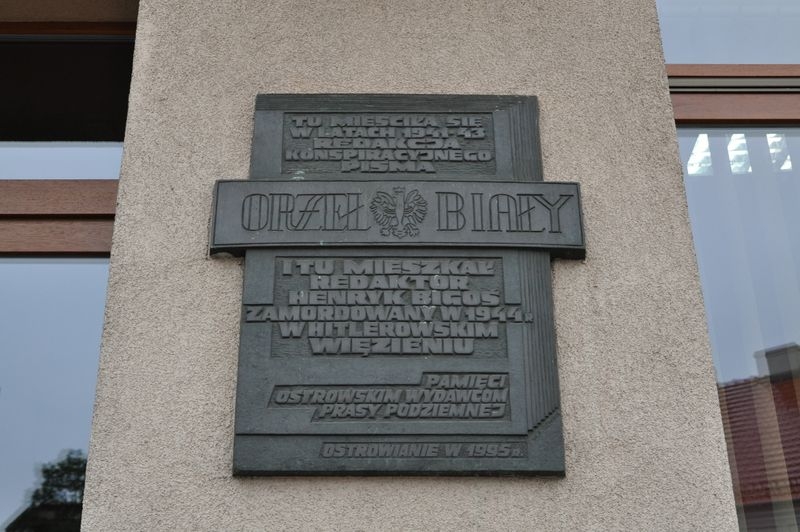 TU MIEŚCIŁA SIĘ
W LATACH 1941-43
REDAKCJA
KONSPIRACYJNEGO
PISMA
ORZEŁ BIAŁY
I TU MIESZKAŁ
REDAKTOR
HENRYK BIGOŚ
ZAMORDOWANY W 1944 R.
W HITLEROWSKIM
WIĘZIENIU
PAMIĘCI
OSTROWSKIM WYDAWCOM
PRASY PODZIEMNEJ
OSTROWIANIE W 1995 R.